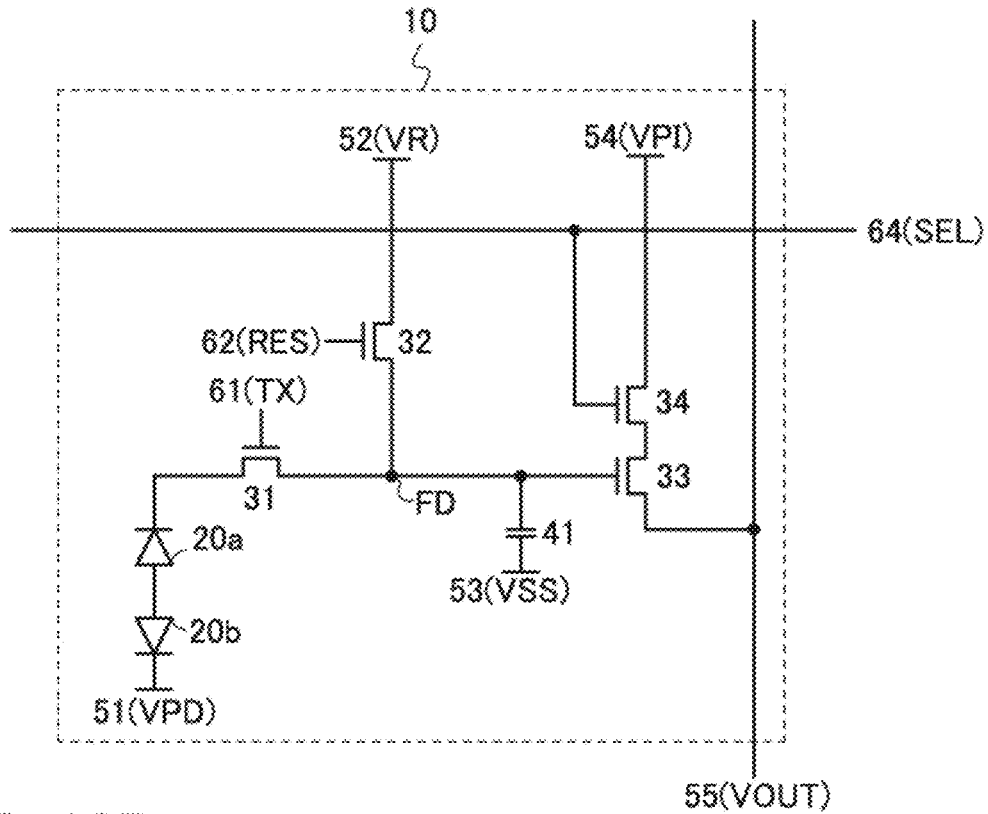 10
52(VR)
54(VPI)
64(SEL)
62(RES)
32
61(TX)
34
33
31
FD
20a
41
53(VSS)
20b
51(VPD)
55(VOUT)